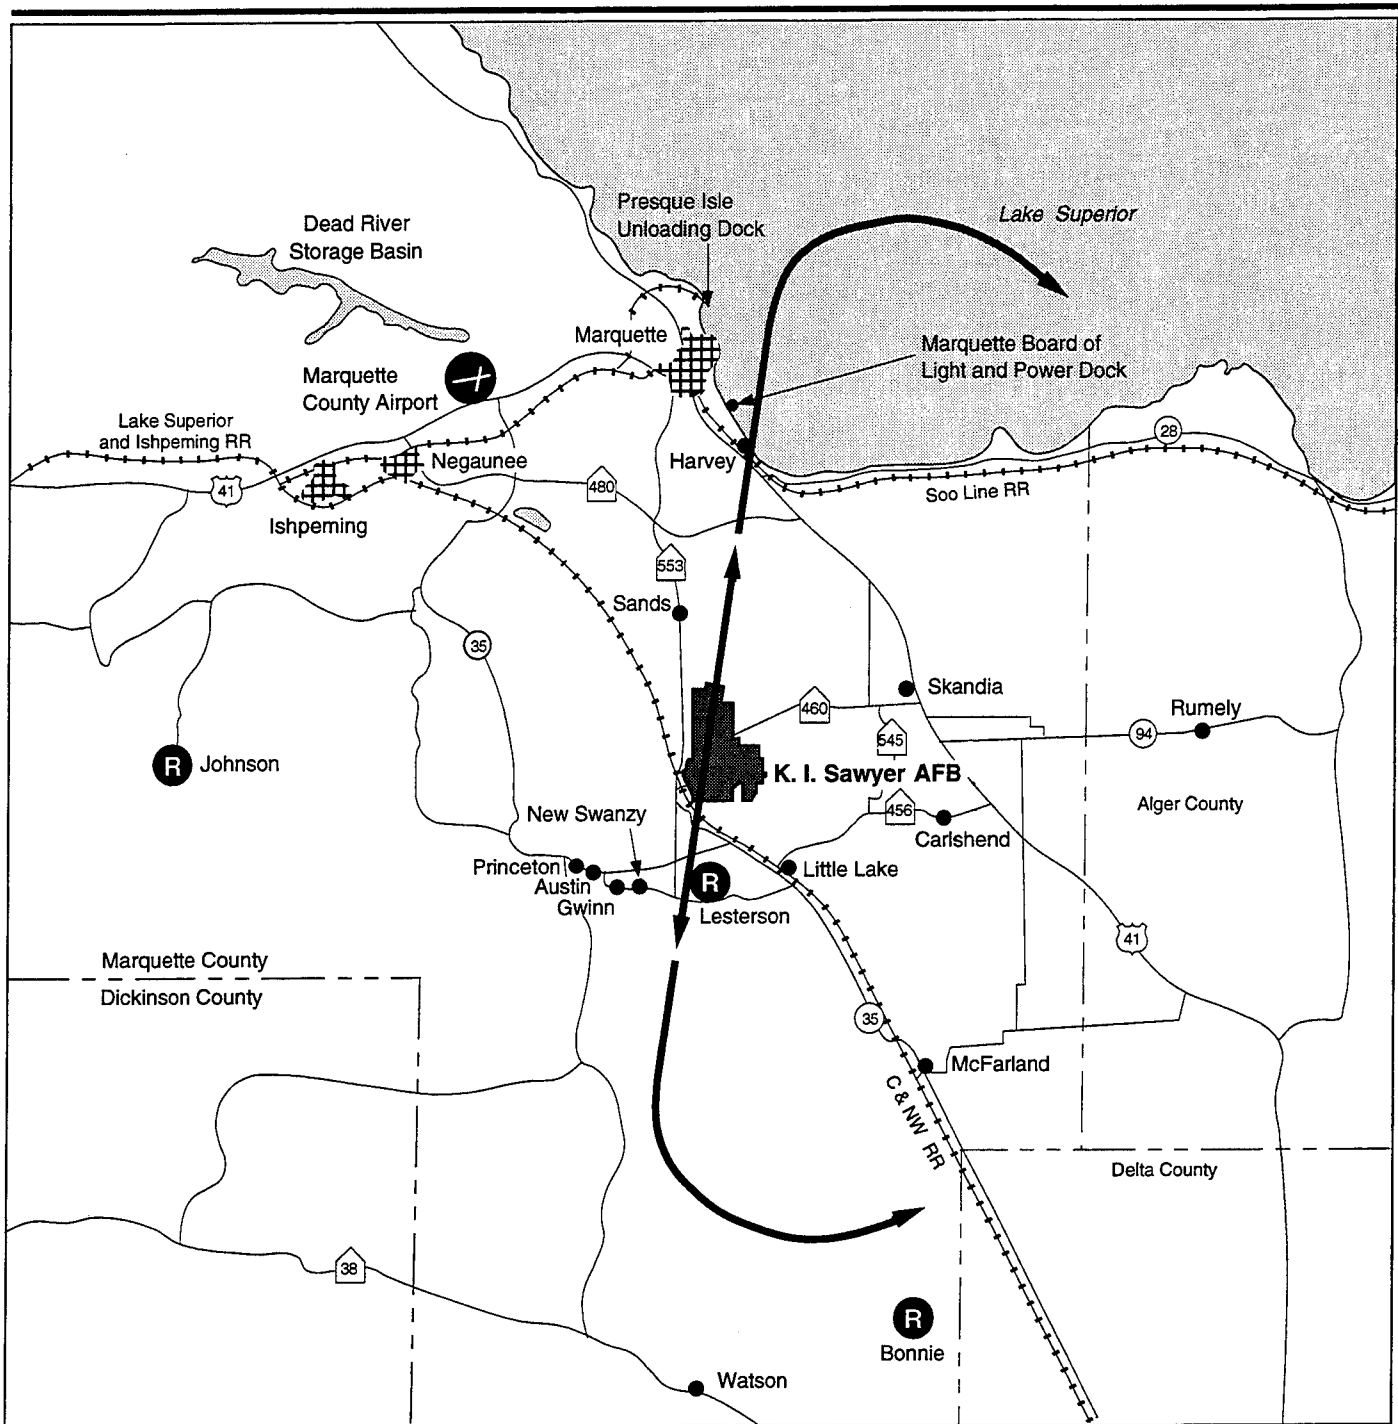 Lake Superior
Presque Isle
Unloading Dock
Dead River
Storage Basin
Marquette
Marquette Board of
Light and Power Dock
Marquette
County Airport
Lake Superior
and Ishpeming RR
28
Harvey
Negaunee
41
480
Soo Line RR
Ishpeming
553
Sands
35
Skandia
460
Rumely
94
545
R Johnson
K. I. Sawyer AFB
Alger County
New Swanzy
456
Carlshend
Princeton
Little Lake
Austin
R
Gwinn
Lesterson
41
Marquette County
Dickinson County
35
McFarland
C & NW RR
Delta County
38
R
Bonnie
Watson